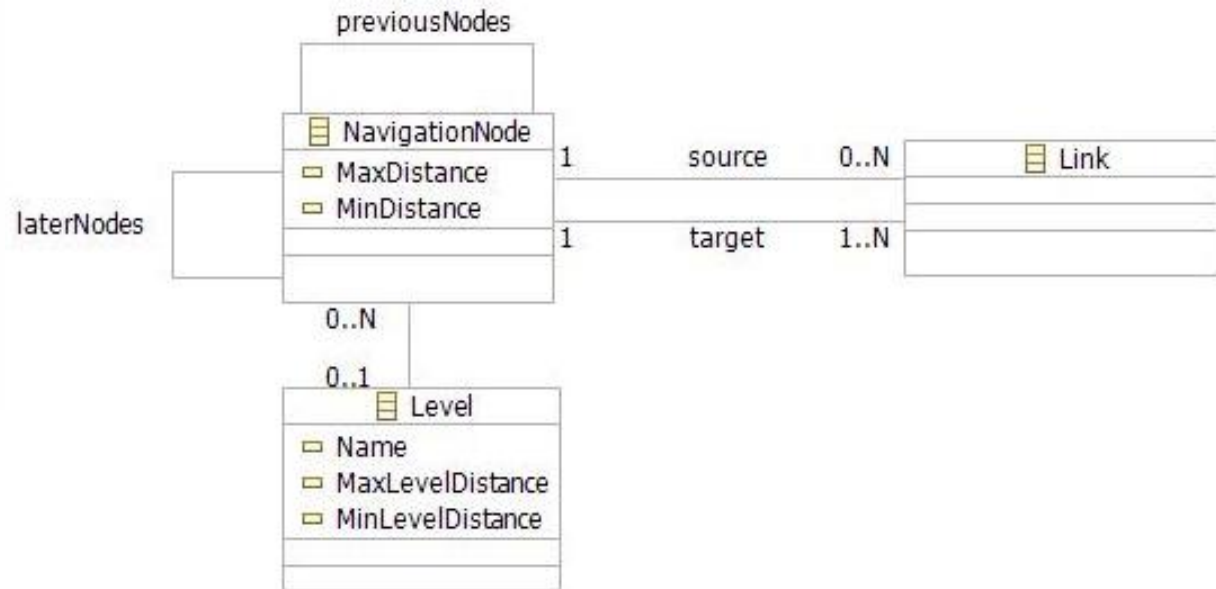 previousNodes
NavigationNode
MaxDistance
MinDistance
laterNodes
1 source 0..N
Link
1 target 1..N
0..N
0..1
Level
Name
MaxLevelDistance
MinLevelDistance